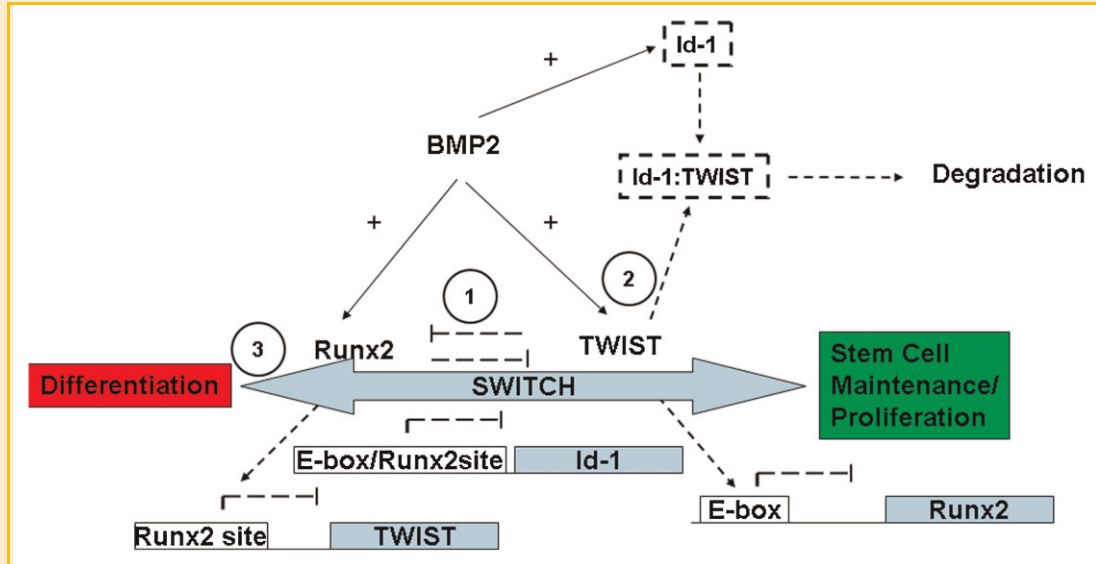 Id-1
+
BMP2
Id-1:TWIST
Degradation
+
+
2
1
3
Runx2
TWIST
Differentiation
SWITCH
Stem Cell
Maintenance/
Proliferation
E-box/Runx2site
Id-1
E-box
Runx2
Runx2 site
TWIST